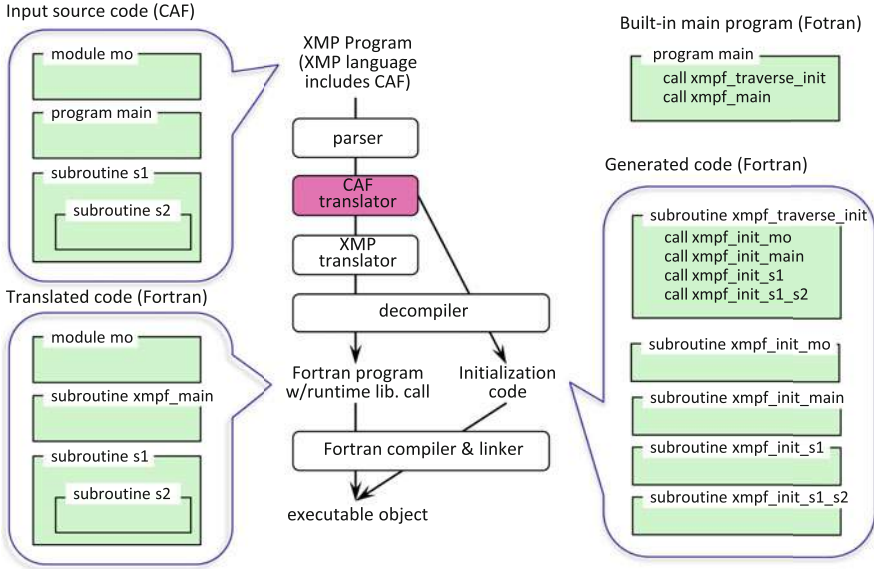 Input source code (CAF)
module mo
program main
subroutine s1
subroutine s2
Translated code (Fortran)
module mo
subroutine xmpf_main
subroutine s1
subroutine s2
XMP Program
(XMP language
includes CAF)
parser
CAF
translator
XMP
translator
decompiler
Fortran program
w/runtime lib. call
Initialization
code
Fortran compiler & linker
executable object
Built-in main program (Fotran)
program main
call xmpf_traverse_init
call xmpf_main
Generated code (Fortran)
subroutine xmpf_traverse_init
call xmpf_init_mo
call xmpf_init_main
call xmpf_init_s1
call xmpf_init_s1_s2
subroutine xmpf_init_mo
subroutine xmpf_init_main
subroutine xmpf_init_s1
subroutine xmpf_init_s1_s2